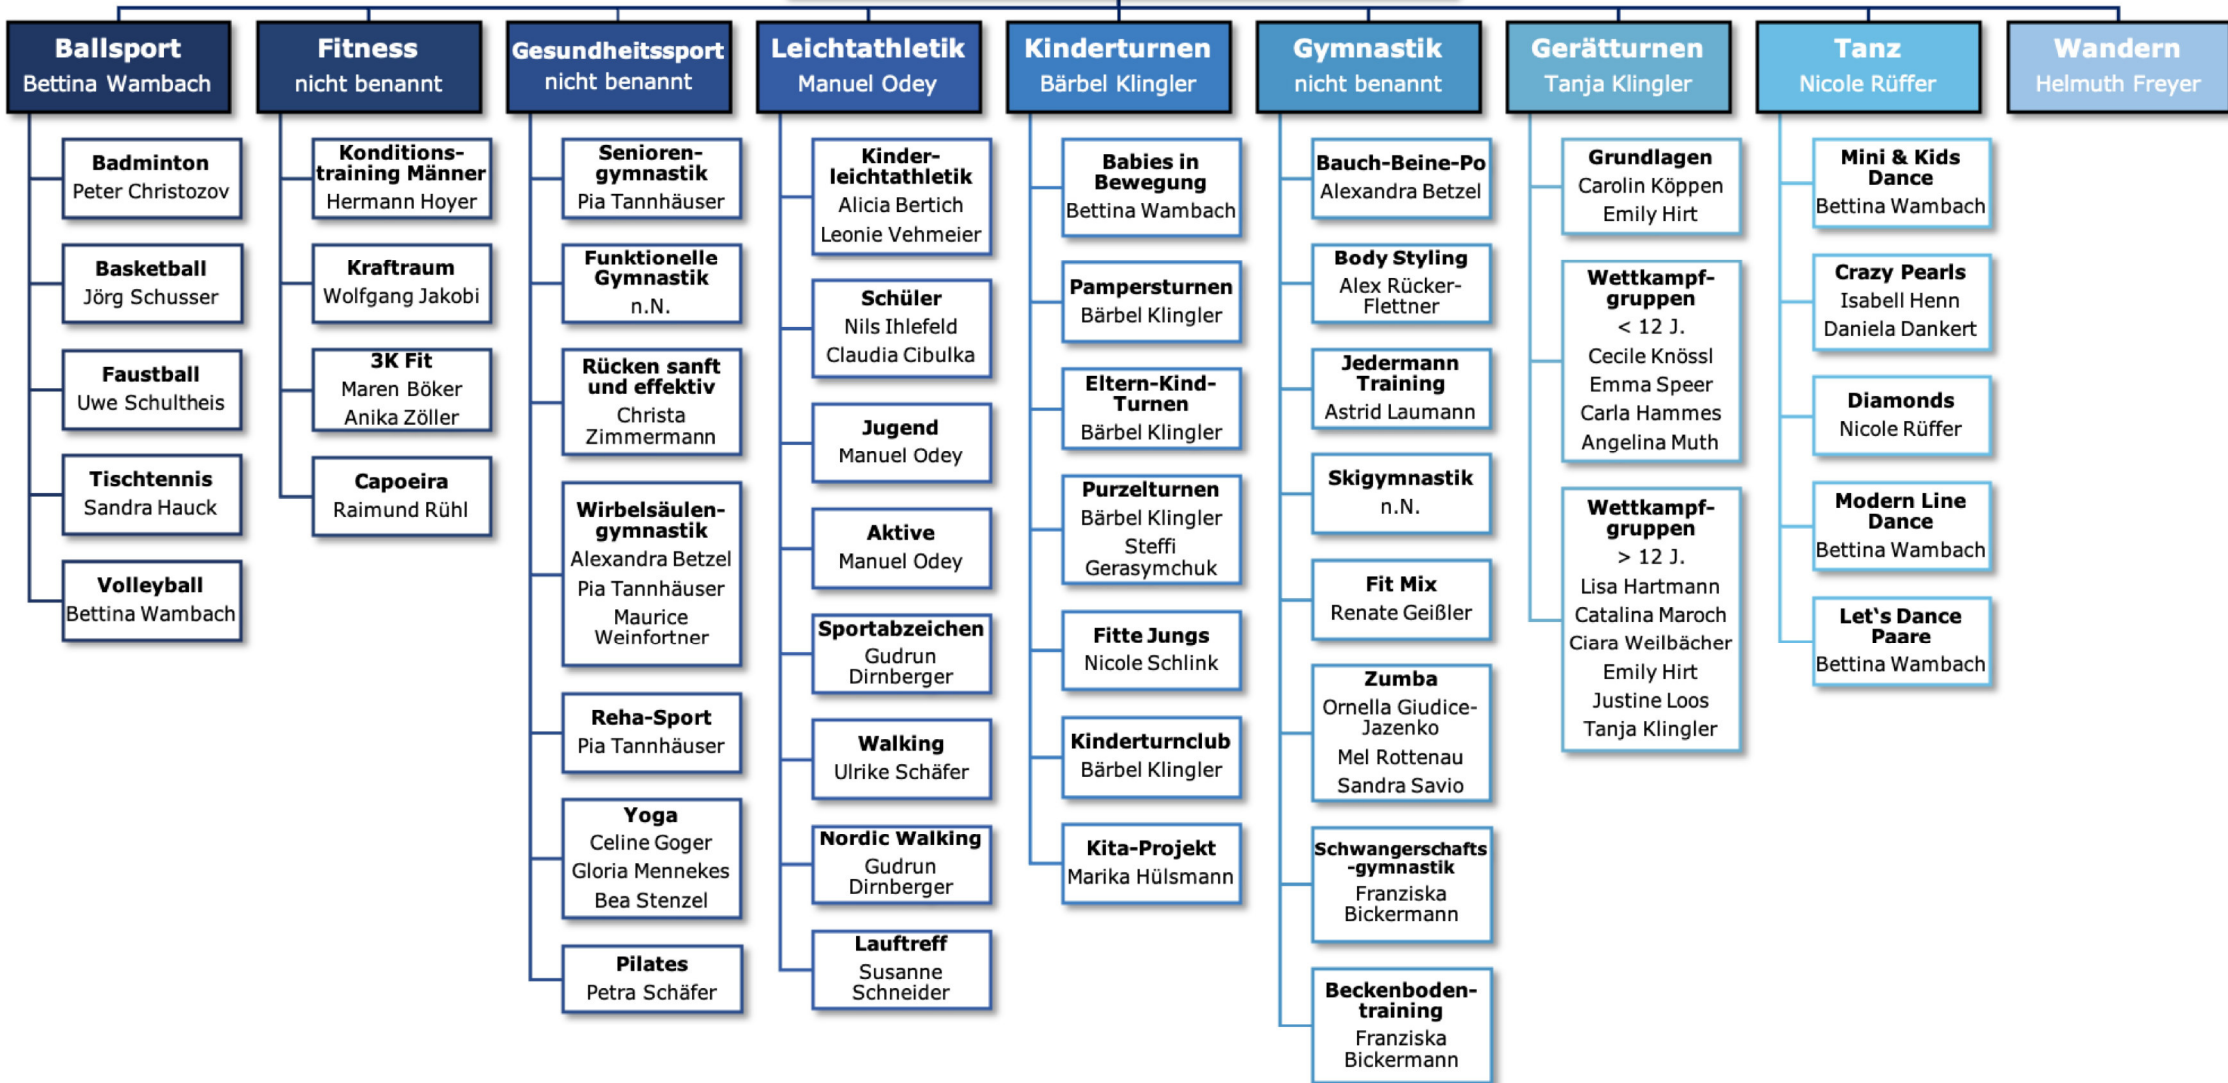 Ballsport
Bettina Wambach
Badminton
Peter Christozov
Basketball
Jörg Schusser
Faustball
Uwe Schultheis
Tischtennis
Sandra Hauck
Volleyball
Bettina Wambach
Fitness
nicht benannt
Konditions-
training Männer
Hermann Hoyer
Kraftraum
Wolfgang Jakobi
3K Fit
Maren Böker
Anika Zöller
Capoeira
Raimund Rühl
Gesundheitssport
nicht benannt
Senioren-
gymnastik
Pia Tannhäuser
Funktionelle
Gymnastik
n.N.
Rücken sanft
und effektiv
Christa
Zimmermann
Wirbelsäulen-
gymnastik
Alexandra Betzel
Pia Tannhäuser
Maurice
Weinfortner
Reha-Sport
Pia Tannhäuser
Yoga
Celine Goger
Gloria Mennekes
Bea Stenzel
Pilates
Petra Schäfer
Leichtathletik
Manuel Odey
Kinder-
leichtathletik
Alicia Bertich
Leonie Vehmeier
Schüler
Nils Ihlefeld
Claudia Cibulka
Jugend
Manuel Odey
Aktive
Manuel Odey
Sportabzeichen
Gudrun
Dirnberger
Walking
Ulrike Schäfer
Nordic Walking
Gudrun
Dirnberger
Lauftreff
Susanne
Schneider
Kinderturnen
Bärbel Klingler
Babies in
Bewegung
Bettina Wambach
Pampersturnen
Bärbel Klingler
Eltern-Kind-
Turnen
Bärbel Klingler
Purzelturnen
Bärbel Klingler
Steffi
Gerasymchuk
Fitte Jungs
Nicole Schlink
Kinderturnclub
Bärbel Klingler
Kita-Projekt
Marika Hülsmann
Gymnastik
nicht benannt
Bauch-Beine-Po
Alexandra Betzel
Body Styling
Alex Rücker-
Flettner
Jedermann
Training
Astrid Laumann
Skigymnastik
n.N.
Fit Mix
Renate Geißler
Zumba
Ornella Giudice-
Jazenko
Mel Rottenau
Sandra Savio
Schwangerschafts
-gymnastik
Franziska
Bickermann
Beckenboden-
training
Franziska
Bickermann
Gerätturnen
Tanja Klingler
Grundlagen
Carolin Köppen
Emily Hirt
Wettkampf-
gruppen
< 12 J.
Cecile Knössl
Emma Speer
Carla Hammes
Angelina Muth
Wettkampf-
gruppen
> 12 J.
Lisa Hartmann
Catalina Maroch
Ciara Weilbächer
Emily Hirt
Justine Loos
Tanja Klingler
Tanz
Nicole Rüffer
Mini & Kids
Dance
Bettina Wambach
Crazy Pearls
Isabell Henn
Daniela Dankert
Diamonds
Nicole Rüffer
Modern Line
Dance
Bettina Wambach
Let‘s Dance
Paare
Bettina Wambach
Wandern
Helmuth Freyer